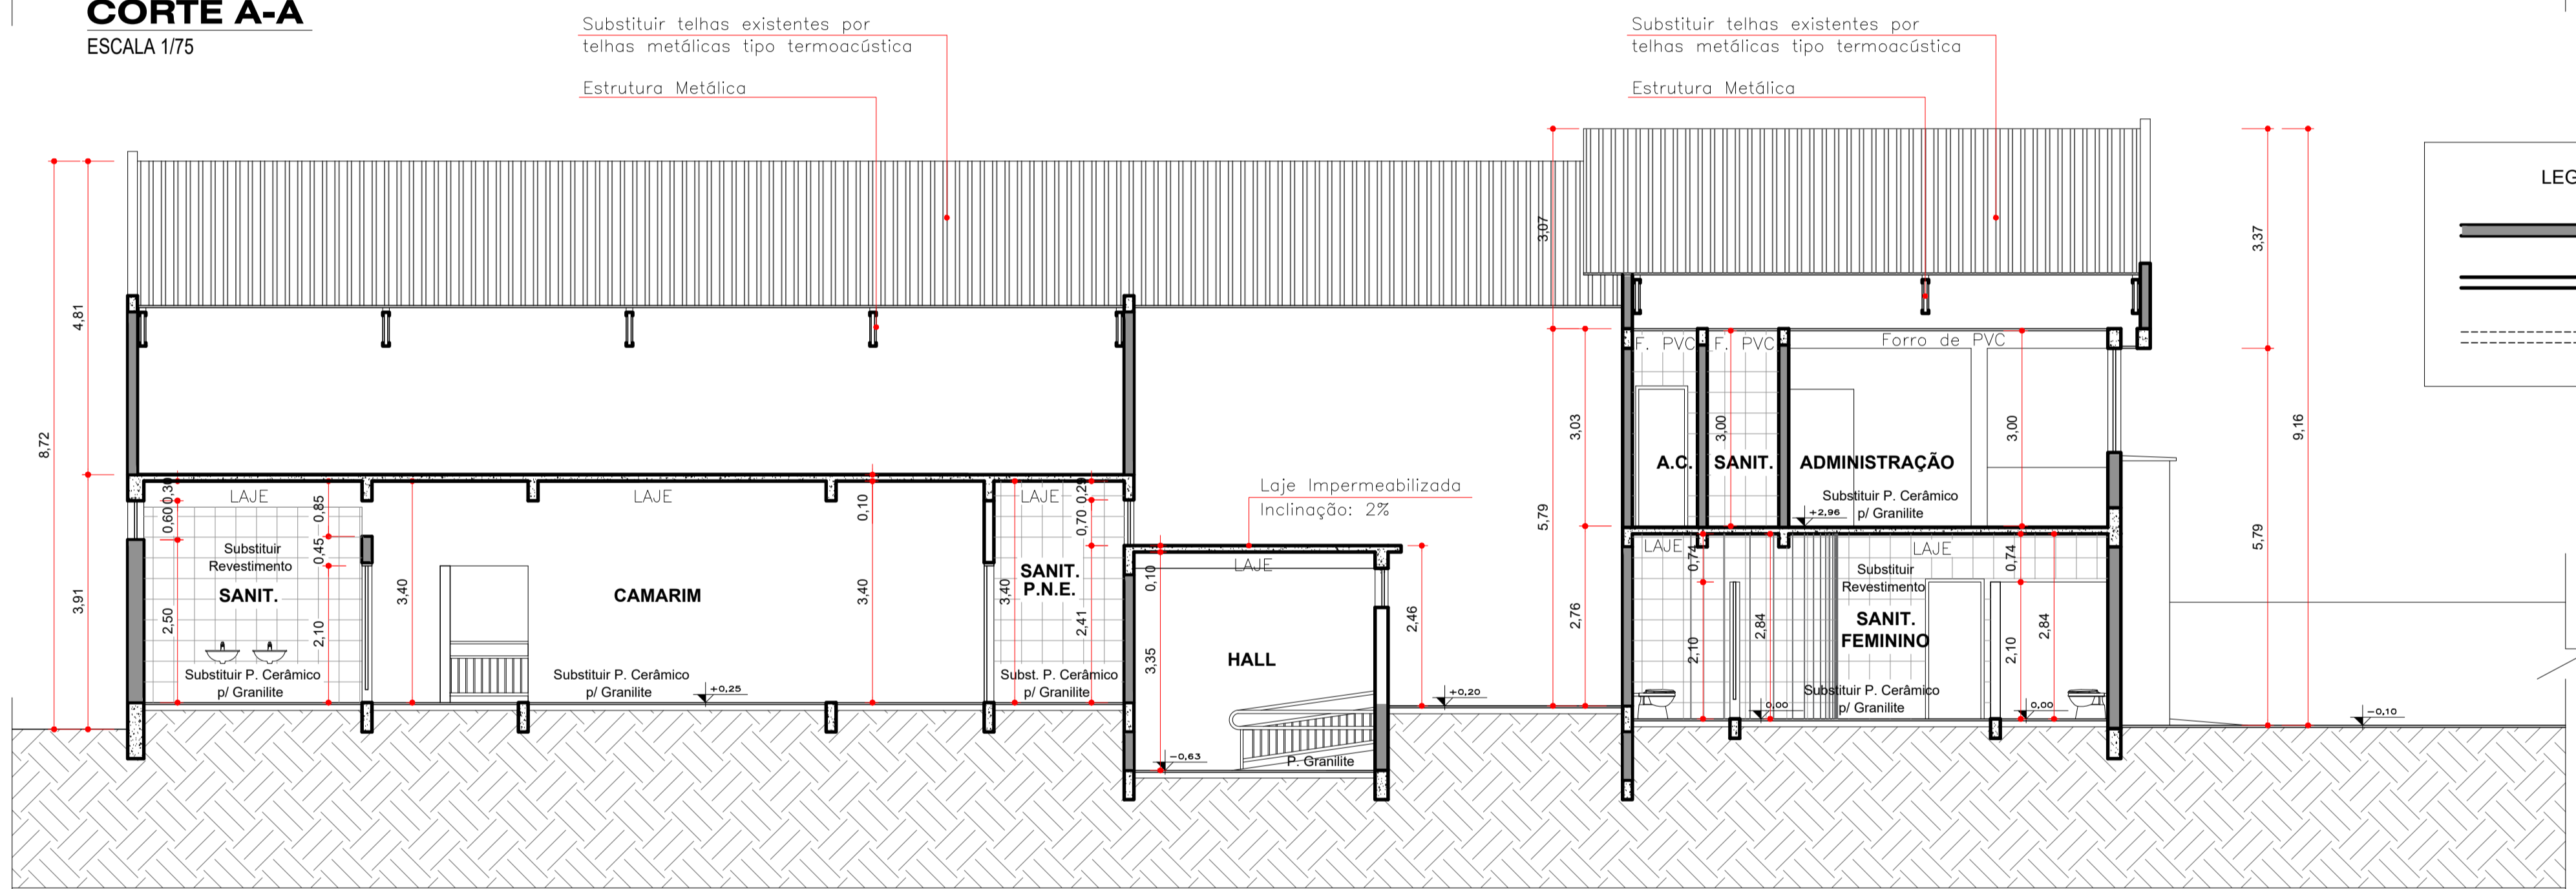 CORTE A-A
ESCALA 1/75
Substituir telhas existentes por
telhas metálicas tipo termoacústica
Estrutura Metálica
Substituir telhas existentes por
telhas metálicas tipo termoacústica
Estrutura Metálica
LEG
8,72
4,81
3,91
0,30
0,60
2,50
LAJE
Substituir
Revestimento
SANIT.
Substituir P. Cerâmico
p/ Granilite
0,85
0,45
2,10
3,40
LAJE
CAMARIM
Substituir P. Cerâmico
p/ Granilite
+0,25
0,10
3,40
3,40
LAJE
SANIT.
P.N.E.
Subst. P. Cerâmico
p/ Granilite
0,29
0,70
2,41
Laje Impermeabilizada
Inclinação: 2%
LAJE
0,10
3,35
HALL
-0,63
P. Granilite
2,46
+0,20
3,07
5,79
3,03
2,76
F. PVC
F. PVC
Forro de PVC
A.C.
SANIT.
ADMINISTRAÇÃO
3,00
3,00
Substituir P. Cerâmico
p/ Granilite
+2,96
LAJE
0,74
2,10
2,84
LAJE
Substituir
Revestimento
SANIT.
FEMININO
Substituir P. Cerâmico
p/ Granilite
0,00
0,00
0,74
2,10
2,84
3,37
5,79
9,16
-0,10